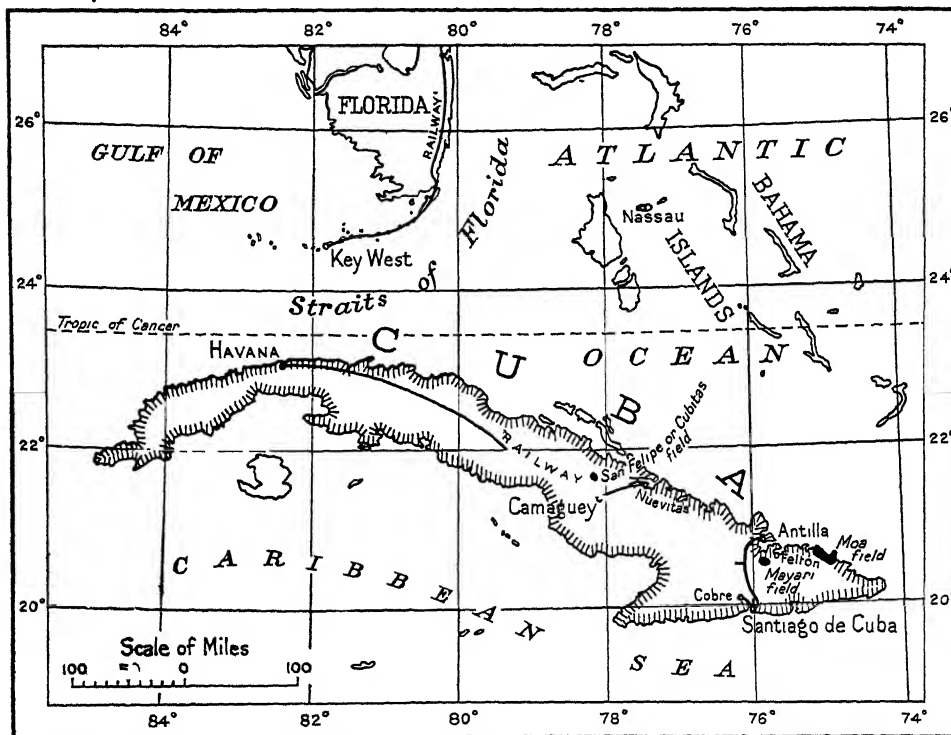 84° 82° 80° 78° 76° 74°
26°
FLORIDA
RAILWAY
GULF OF
MEXICO
Key West
Straits
of
Florida
ATLANTIC
OCEAN
Nassau
BAHAMA
ISLANDS
24°
24°
Tropic of Cancer
HAVANA
CUBA
22°
22°
RAILWAY
San Felipe or Cubitas
field
Camaguey
Nuevitas
Antilla
Felton
Moa
field
Mayari
field
Cobre
Santiago de Cuba
CARIBBEAN
SEA
20°
20°
Scale of Miles
100 0 100
84° 82° 80° 78° 76° 74°
26°